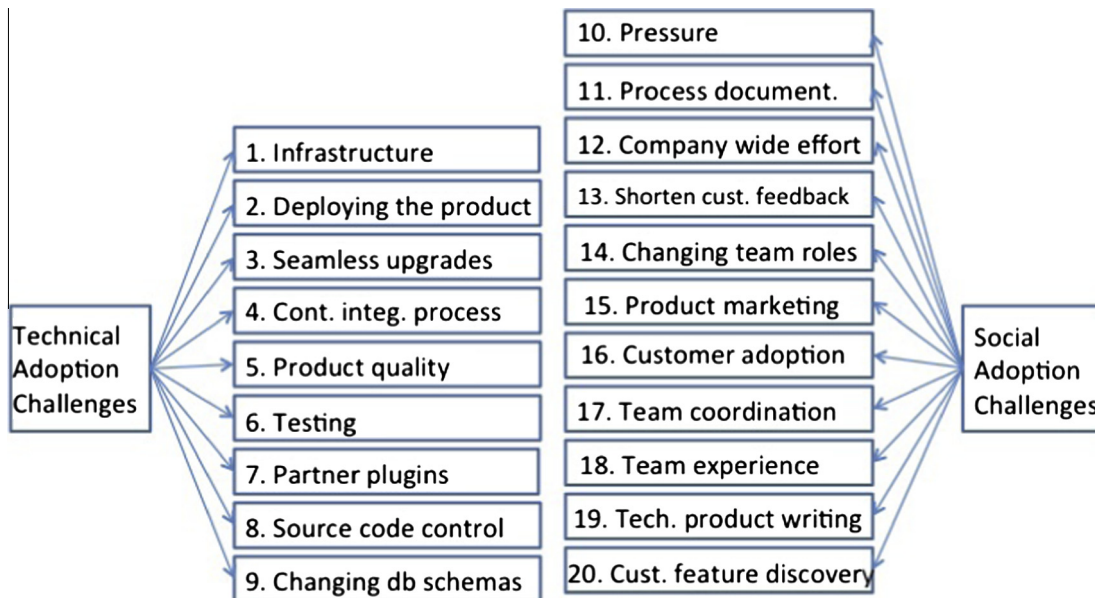 Technical
Adoption
Challenges
1. Infrastructure
2. Deploying the product
3. Seamless upgrades
4. Cont. integ. process
5. Product quality
6. Testing
7. Partner plugins
8. Source code control
9. Changing db schemas
10. Pressure
11. Process document.
12. Company wide effort
13. Shorten cust. feedback
14. Changing team roles
15. Product marketing
16. Customer adoption
17. Team coordination
18. Team experience
19. Tech. product writing
20. Cust. feature discovery
Social
Adoption
Challenges